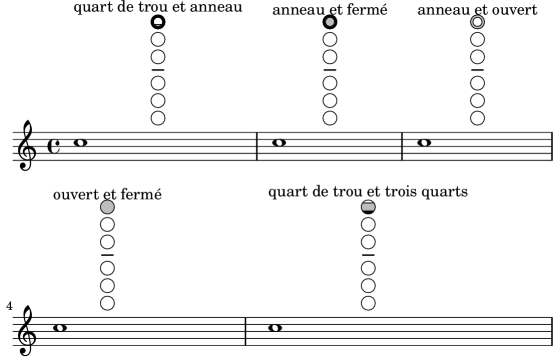 quart de trou et anneau
anneau et fermé
anneau et ouvert
ouvert et fermé
quart de trou et trois quarts
4